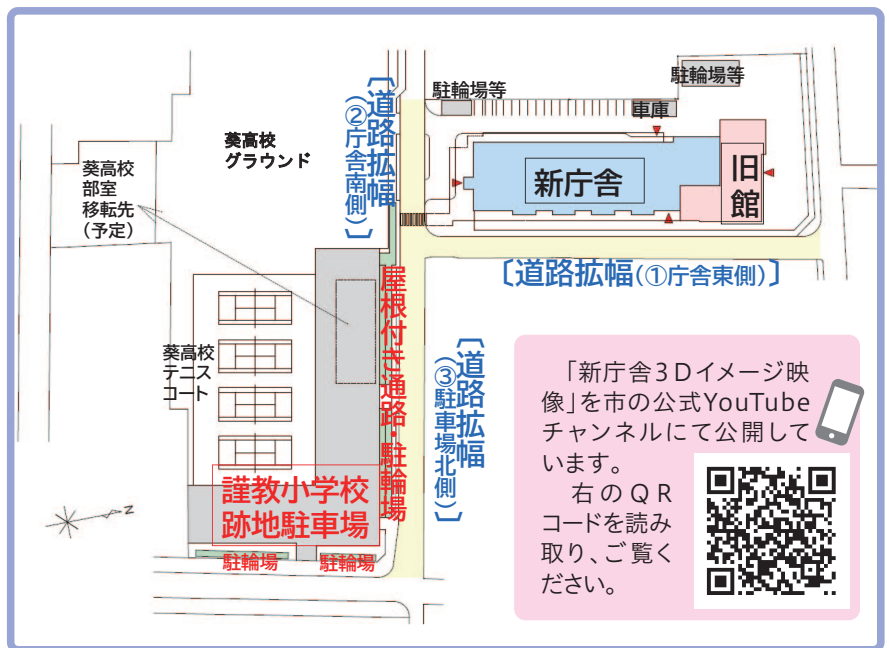 駐輪場等
駐輪場等
車庫
〔道路拡幅
(②庁舎南側)〕
葵高校
グラウンド
葵高校
部室
移転先
(予定)
新庁舎
旧館
〔道路拡幅(①庁舎東側)〕
屋根付き通路・駐輪場
〔道路拡幅
(③駐車場北側)〕
葵高校
テニス
コート
謹教小学校
跡地駐車場
駐輪場
駐輪場
N
「新庁舎3Dイメージ映
像」を市の公式YouTube
チャンネルにて公開して
います。
右のQR
コードを読み
取り、ご覧く
ださい。